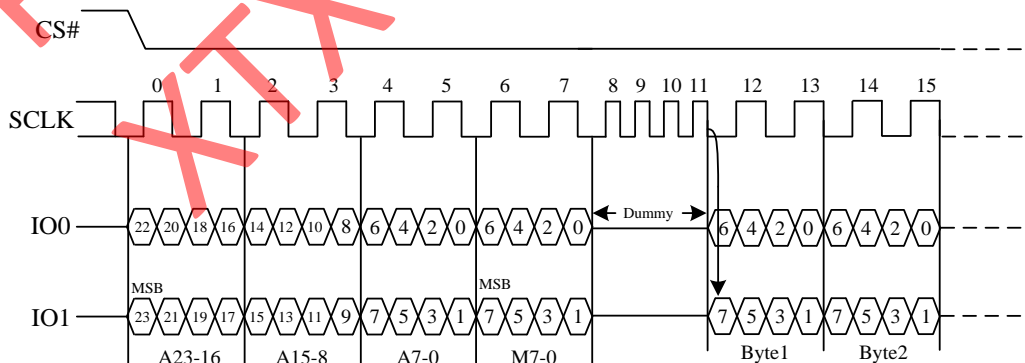 CS#
0 1 2 3 4 5 6 7 8 9 10 11 12 13 14 15
SCLK
IO0 22 20 18 16 14 12 10 8 6 4 2 0 6 4 2 0 Dummy 6 4 2 0 6 4 2 0
MSB MSB
IO1 23 21 19 17 15 13 11 9 7 5 3 1 7 5 3 1 7 5 3 1 7 5 3 1
A23-16 A15-8 A7-0 M7-0 Byte1 Byte2
XTX